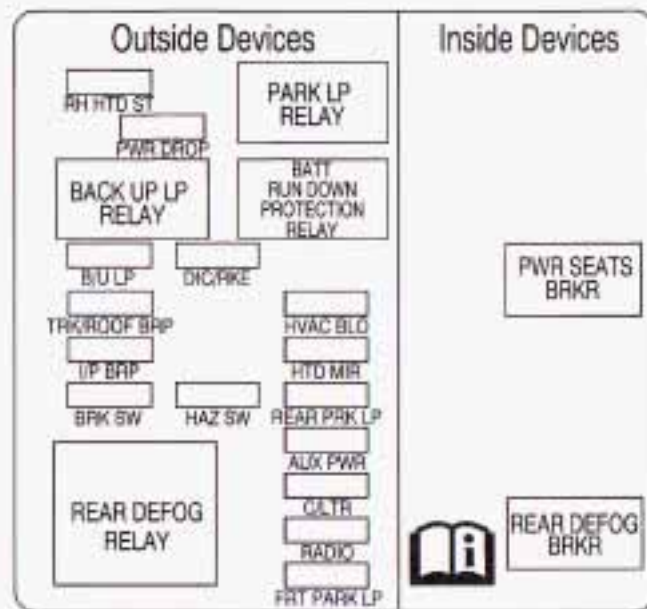 Outside Devices
Inside Devices
RH HTD ST
PWR DROP
PARK LP
RELAY
BACK UP LP
RELAY
BATT
RUN DOWN
PROTECTION
RELAY
B/U LP
DIC/RKE
PWR SEATS
BRKR
TRK/ROOF BRP
HVAC BLO
I/P BRP
HTD MIR
BRK SW
HAZ SW
REAR PRK LP
AUX PWR
REAR DEFOG
RELAY
C/LTR
RADIO
FRT PARK LP
REAR DEFOG
BRKR
i